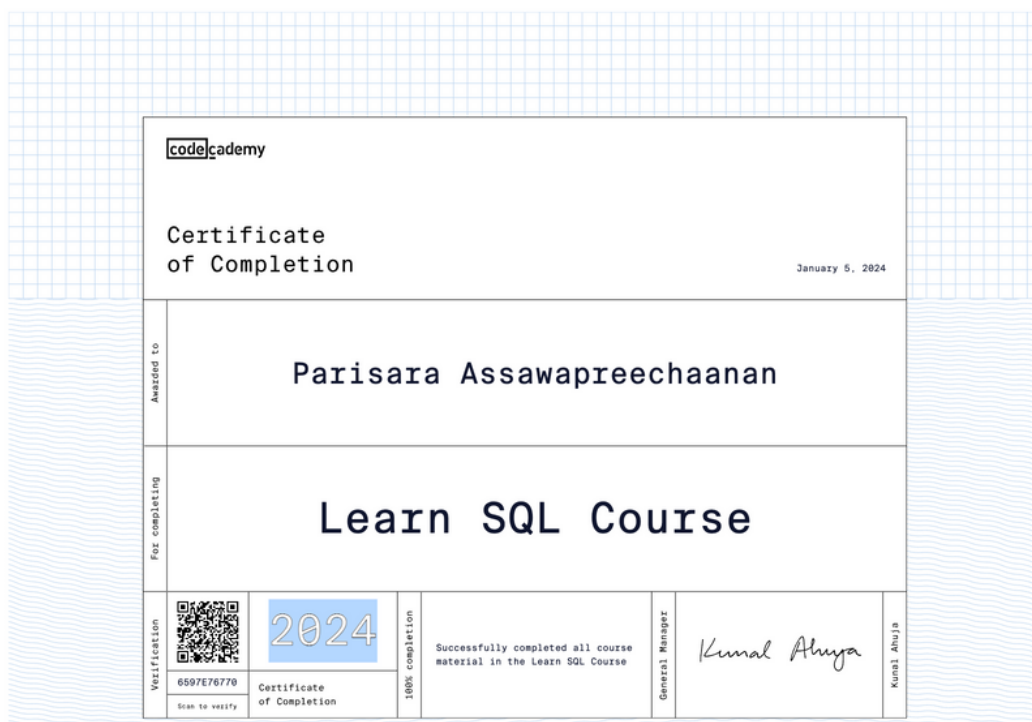 codecademy
Certificate
of Completion
January 5, 2024
Awarded to
Parisara Assawapreechaanan
For completing
Learn SQL Course
Verification
6597E76770
Scan to verify
2024
Certificate
of Completion
100% completion
Successfully completed all course
material in the Learn SQL Course
General Manager
Kunal Ahuja
Kunal Ahuja